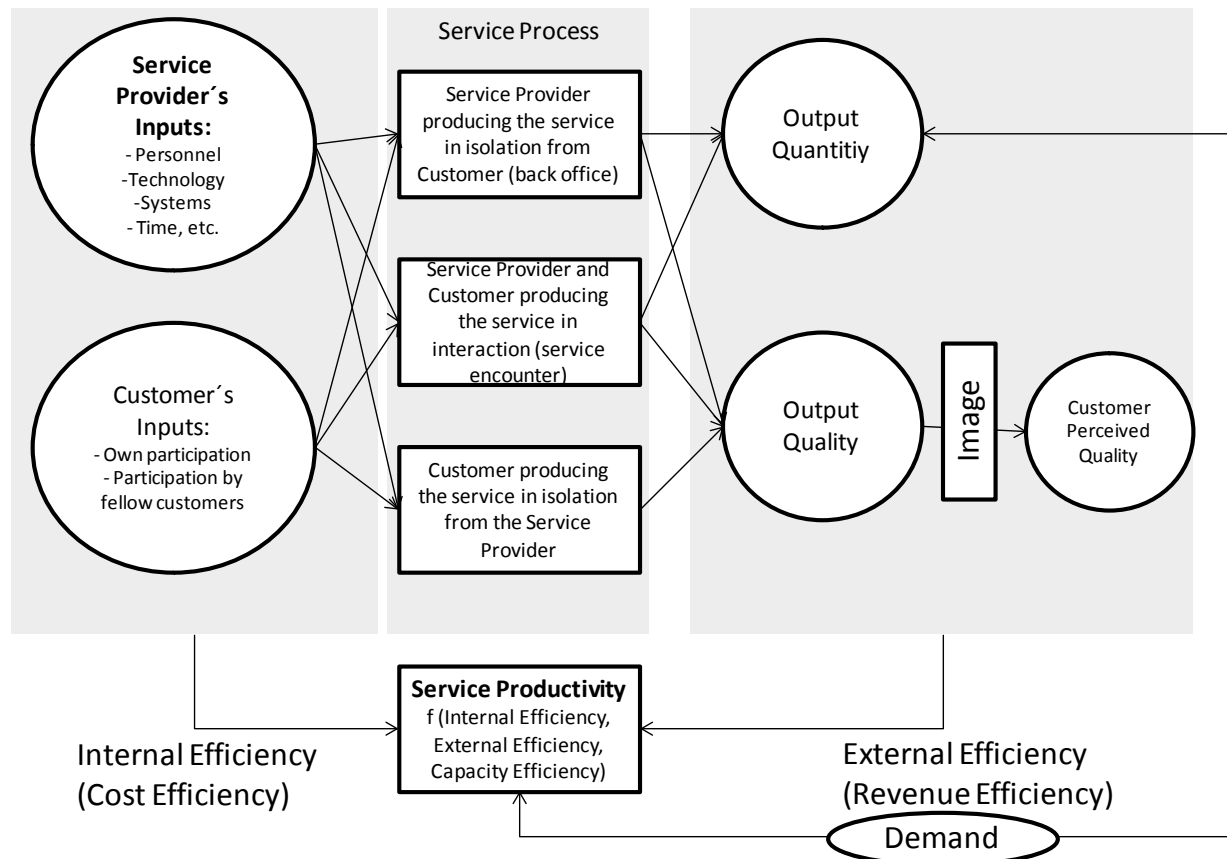 Service
Provider´s
Inputs:
- Personnel
-Technology
-Systems
- Time, etc.
Customer´s
Inputs:
- Own participation
- Participation by
fellow customers
Service Process
Service Provider
producing the service
in isolation from
Customer (back office)
Service Provider and
Customer producing
the service in
interaction (service
encounter)
Customer producing
the service in isolation
from the Service
Provider
Output
Quantitiy
Output
Quality
Image
Customer
Perceived
Quality
Internal Efficiency
(Cost Efficiency)
Service Productivity
f (Internal Efficiency,
External Efficiency,
Capacity Efficiency)
External Efficiency
(Revenue Efficiency)
Demand